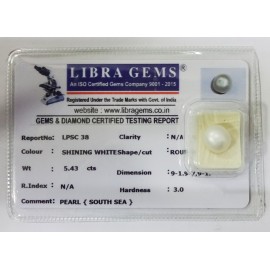 LIBRA GEMS
An ISO Certified Gems Company 9001 - 2015
Registered Under the Trade Marks with Govt. of India
website : www.libragems.co.in
GEMS & DIAMOND CERTIFIED TESTING REPORT
ReportNo: LPSC 38 Clarity : N/A
Colour : SHINING WHITE Shape/cut : ROU
Wt : 5.43 cts Dimension :
R.Index : N/A Hardness : 3.0
Comment: PEARL ( SOUTH SEA )